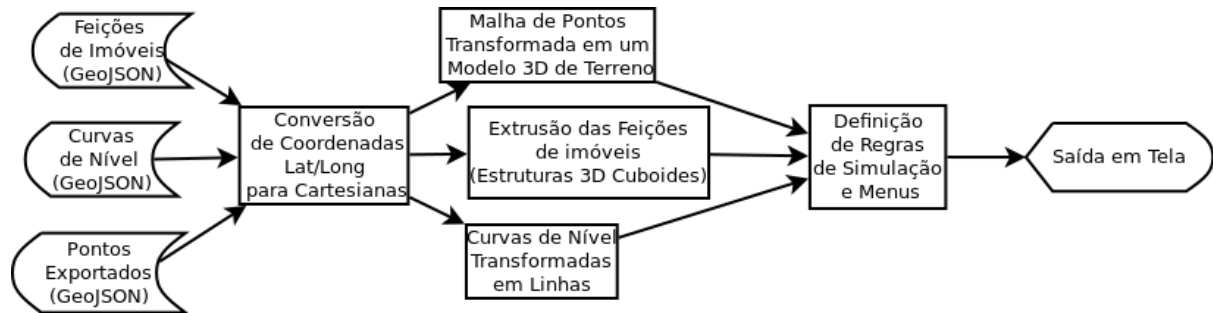 Feições
de Imóveis
(GeoJSON)
Curvas
de Nível
(GeoJSON)
Pontos
Exportados
(GeoJSON)
Conversão
de Coordenadas
Lat/Long
para Cartesianas
Malha de Pontos
Transformada em um
Modelo 3D de Terreno
Extrusão das Feições
de imóveis
(Estruturas 3D Cuboides)
Curvas de Nível
Transformadas
em Linhas
Definição
de Regras
de Simulação
e Menus
Saída em Tela